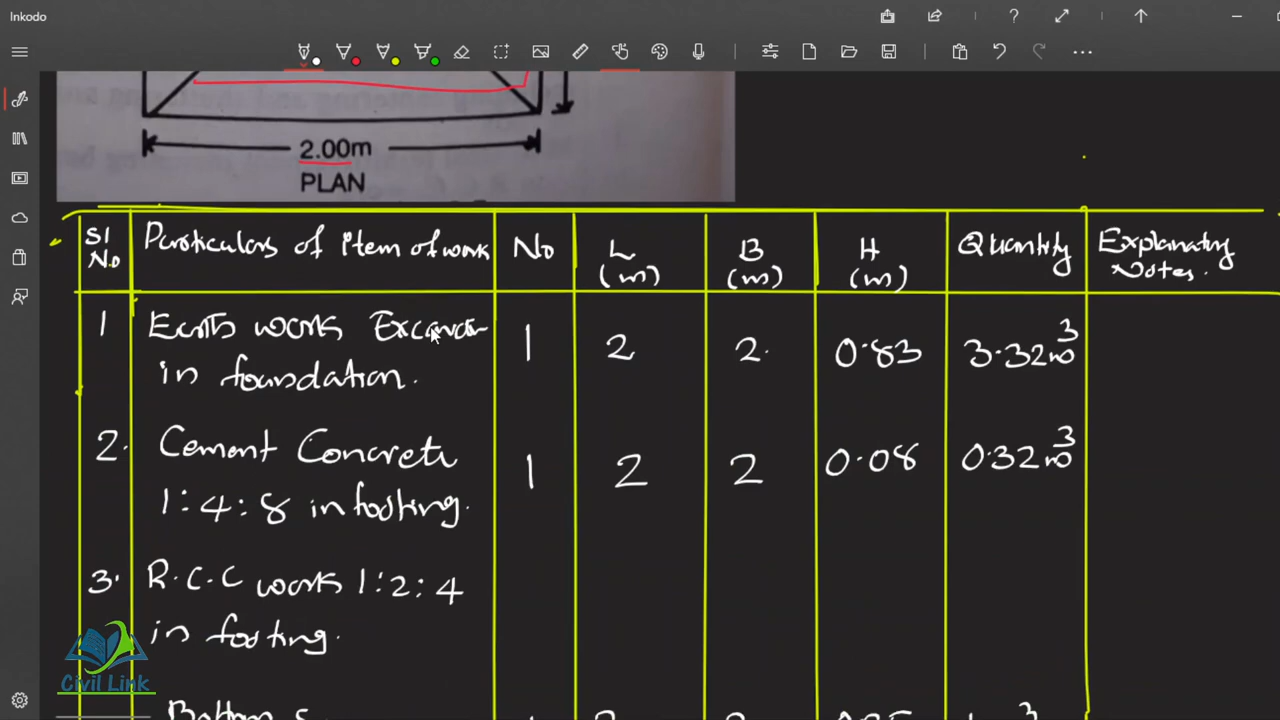 Inkodo
2.00m
PLAN
Sl No Particulars of Item of work No L (m) B (m) H (m) Quantity Explanatory Notes.
1 Earth works Excavation in foundation. 1 2 2 0.83 3.32m³
2. Cement Concrete 1:4:8 in footing. 1 2 2 0.08 0.32m³
3. R.C.C works 1:2:4 in footing.
Bottom 1
Civil Link